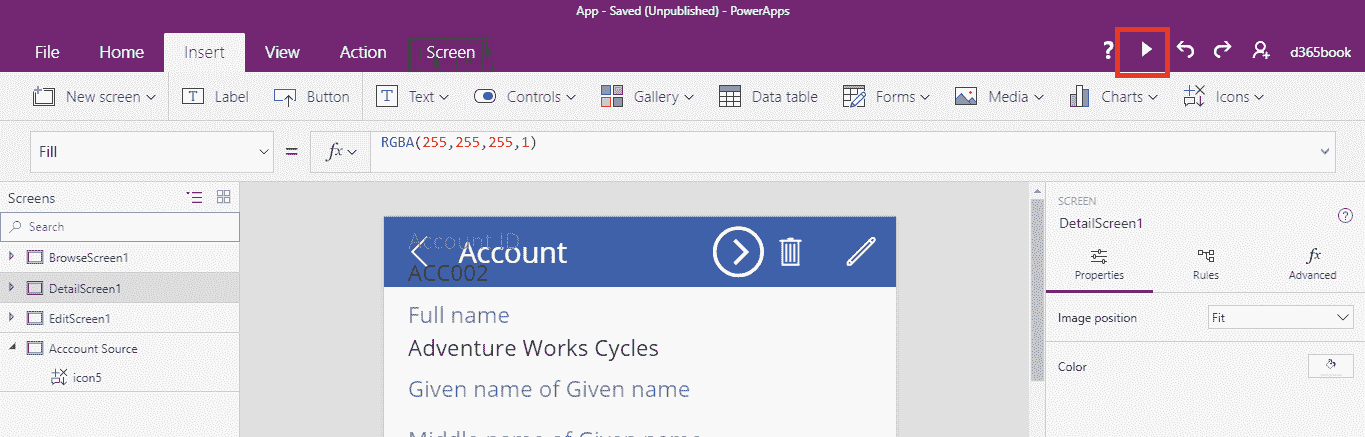 App - Saved (Unpublished) - PowerApps
File Home Insert View Action Screen ? d365book
New screen Label Button Text Controls Gallery Data table Forms Media Charts Icons
Fill = fx RGBA(255,255,255,1)
Screens
Search
BrowseScreen1
DetailScreen1
EditScreen1
Acccount Source
icon5
Account ID
Account
ACC002
Full name
Adventure Works Cycles
Given name of Given name
Middle name of Given name
SCREEN
DetailScreen1
Properties Rules Advanced
Image position Fit
Color